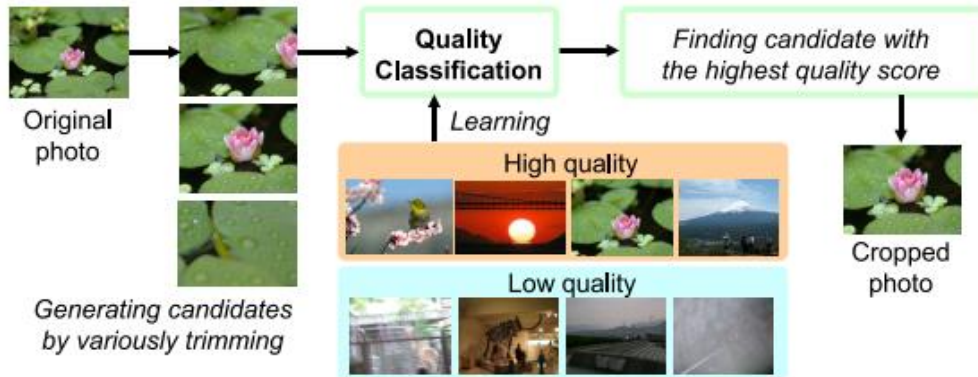 Original
photo
Generating candidates
by variously trimming
Quality
Classification
Learning
High quality
Low quality
Finding candidate with
the highest quality score
Cropped
photo